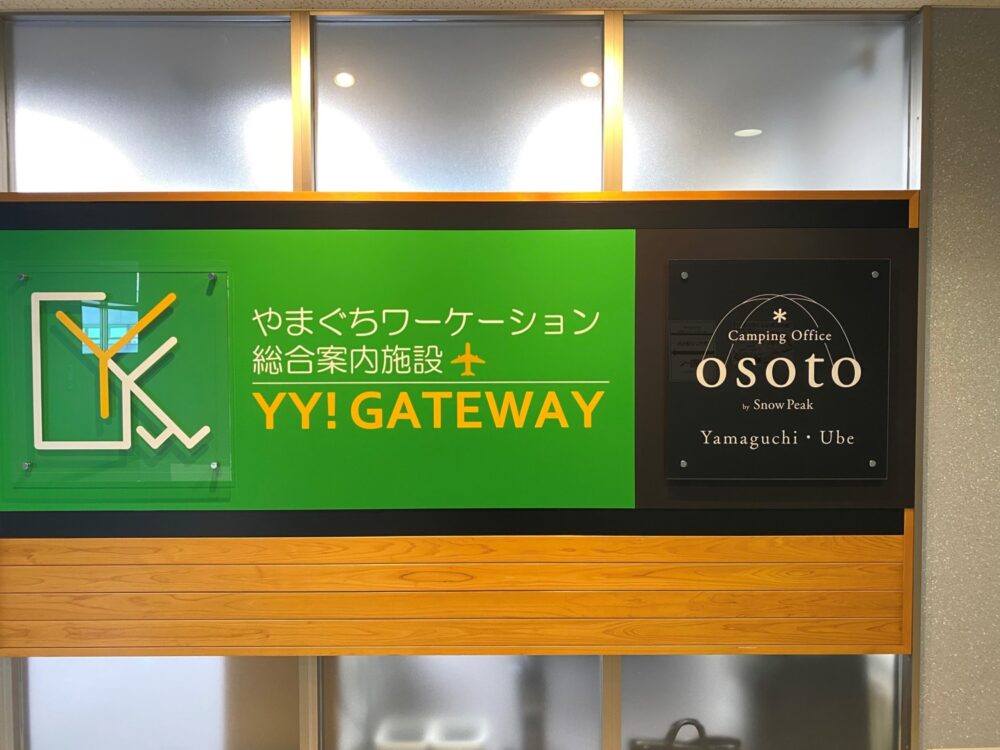 やまぐちワーケーション
総合案内施設
YY! GATEWAY
Camping Office
osoto
by Snow Peak
Yamaguchi・Ube